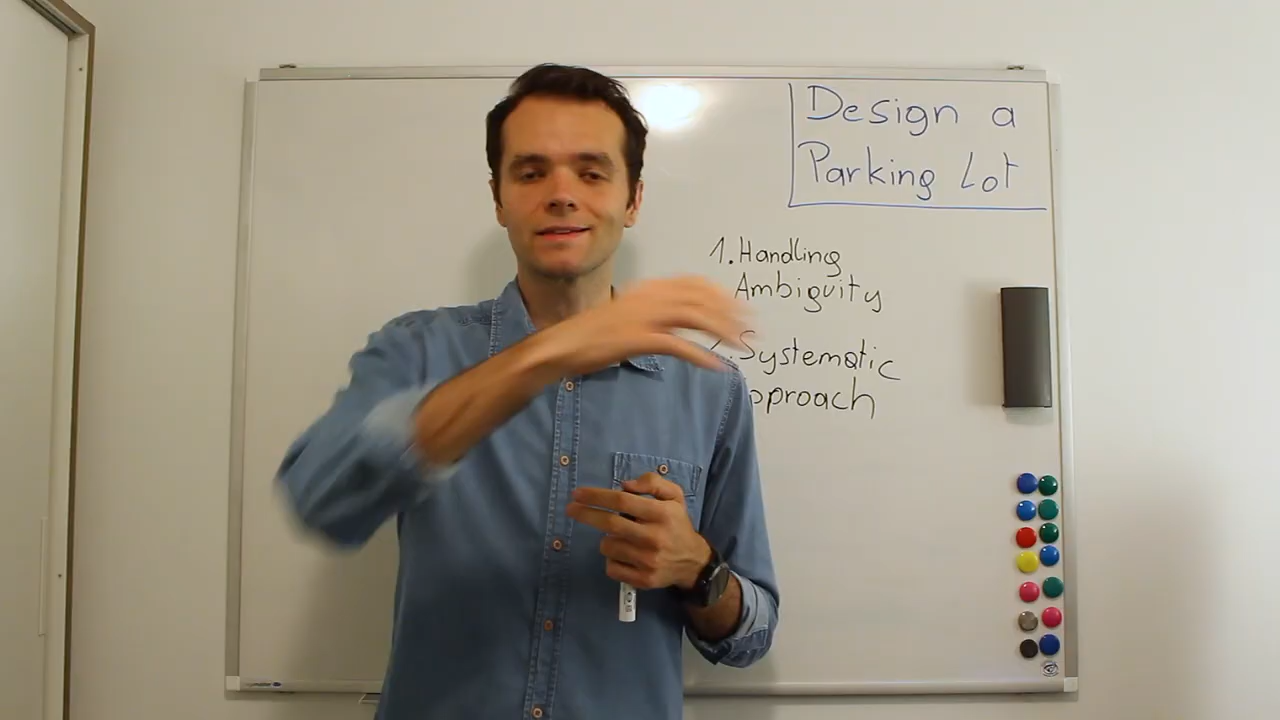 Design a
Parking Lot
1. Handling
Ambiguity
Systematic